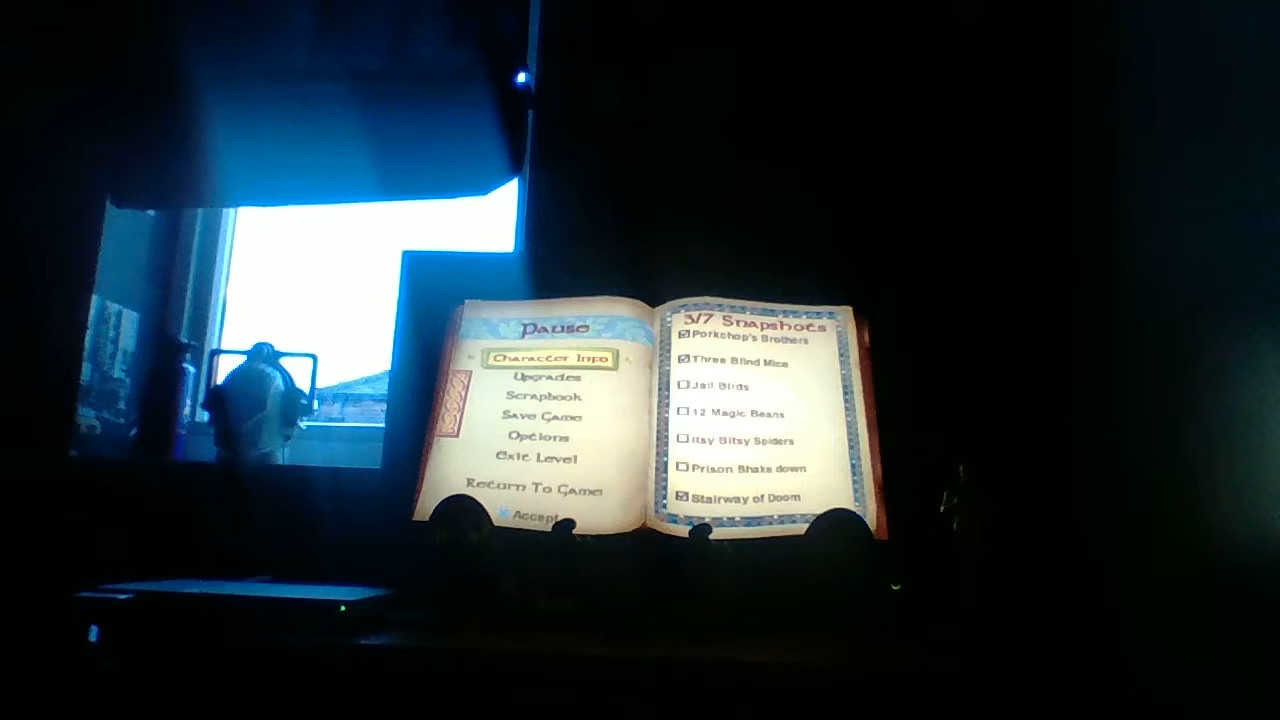 Pause
Character Info
Upgrades
Scrapbook
Save Game
Options
Exit Level
Return To Game
Accept
3/7 Snapshots
Porkchop's Brothers
Three Blind Mice
Jail Birds
12 Magic Beans
Itsy Bitsy Spiders
Prison Shake down
Stairway of Doom